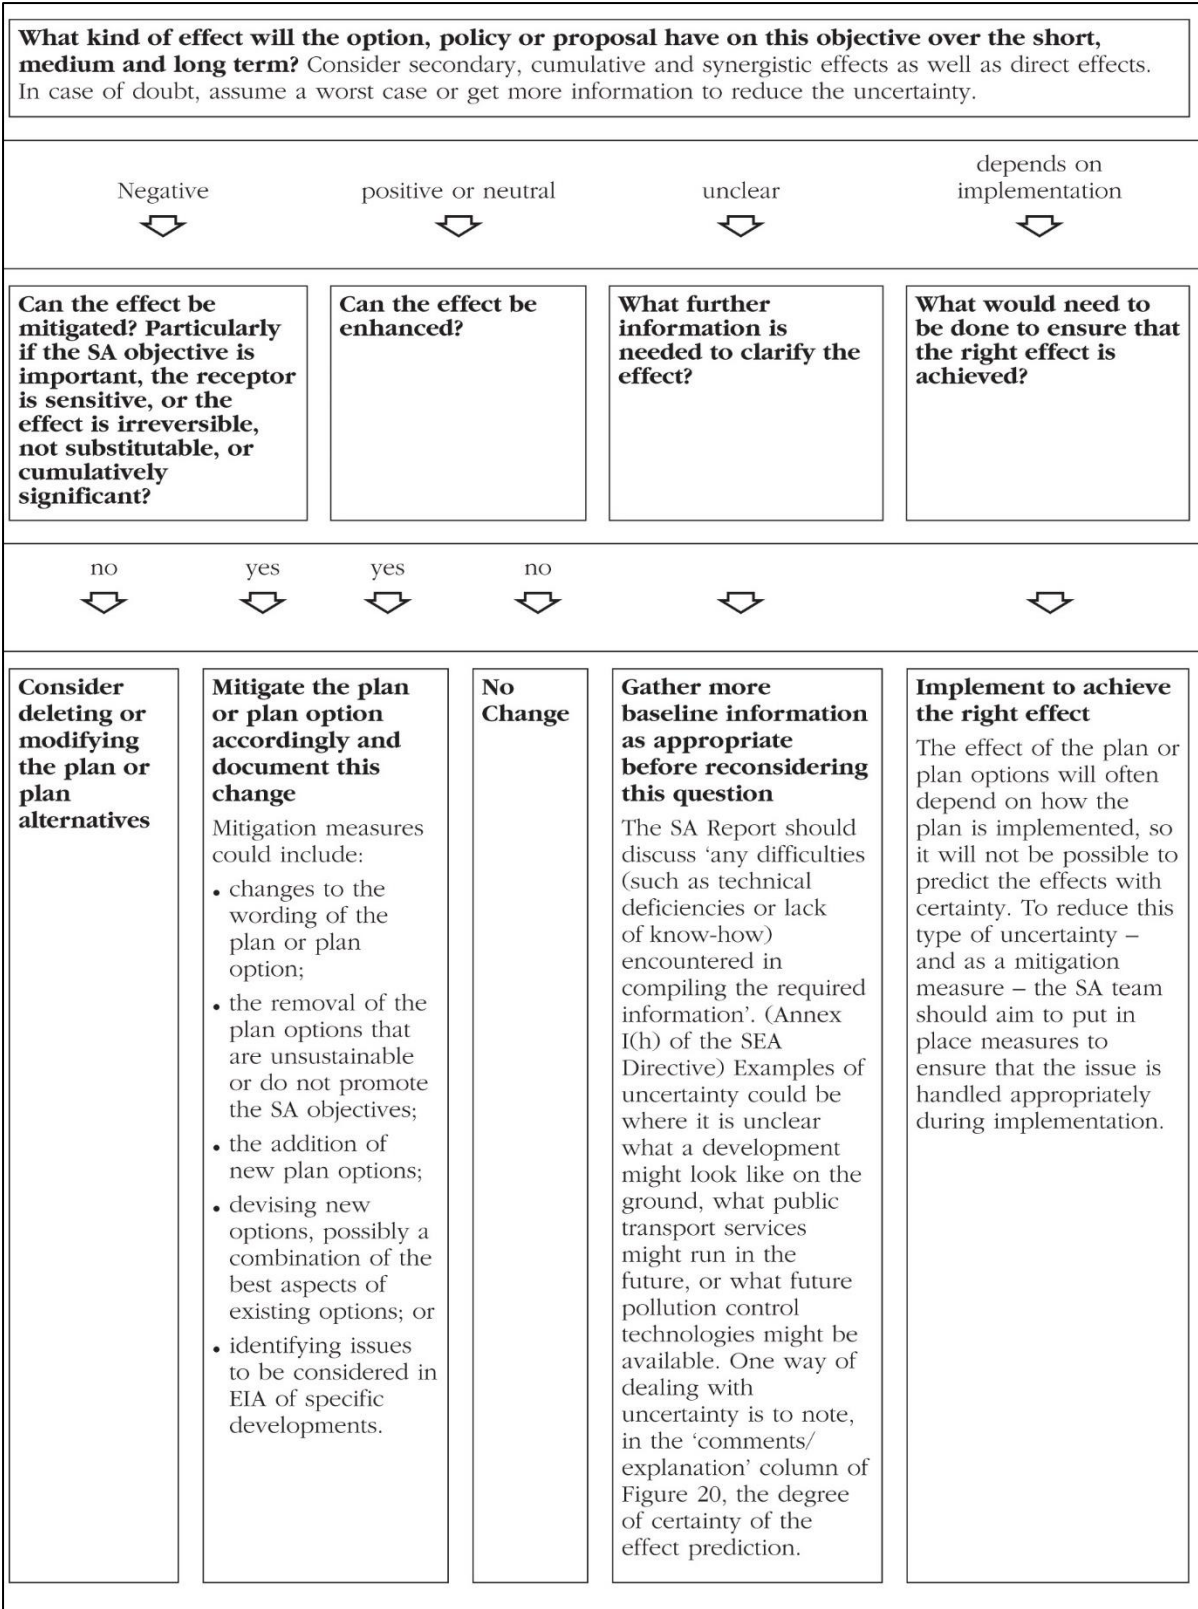 What kind of effect will the option, policy or proposal have on this objective over the short,
medium and long term? Consider secondary, cumulative and synergistic effects as well as direct effects.
In case of doubt, assume a worst case or get more information to reduce the uncertainty.
Negative
positive or neutral
unclear
depends on
implementation
Can the effect be
mitigated? Particularly
if the SA objective is
important, the receptor
is sensitive, or the
effect is irreversible,
not substitutable, or
cumulatively
significant?
Can the effect be
enhanced?
What further
information is
needed to clarify the
effect?
What would need to
be done to ensure that
the right effect is
achieved?
no
yes
yes
no
Consider
deleting or
modifying
the plan or
plan
alternatives
Mitigate the plan
or plan option
accordingly and
document this
change
Mitigation measures
could include:
• changes to the
wording of the
plan or plan
option;
• the removal of the
plan options that
are unsustainable
or do not promote
the SA objectives;
• the addition of
new plan options;
• devising new
options, possibly a
combination of the
best aspects of
existing options; or
• identifying issues
to be considered in
EIA of specific
developments.
No
Change
Gather more
baseline information
as appropriate
before reconsidering
this question
The SA Report should
discuss ‘any difficulties
(such as technical
deficiencies or lack
of know-how)
encountered in
compiling the required
information’. (Annex
I(h) of the SEA
Directive) Examples of
uncertainty could be
where it is unclear
what a development
might look like on the
ground, what public
transport services
might run in the
future, or what future
pollution control
technologies might be
available. One way of
dealing with
uncertainty is to note,
in the ‘comments/
explanation’ column of
Figure 20, the degree
of certainty of the
effect prediction.
Implement to achieve
the right effect
The effect of the plan or
plan options will often
depend on how the
plan is implemented, so
it will not be possible to
predict the effects with
certainty. To reduce this
type of uncertainty –
and as a mitigation
measure – the SA team
should aim to put in
place measures to
ensure that the issue is
handled appropriately
during implementation.